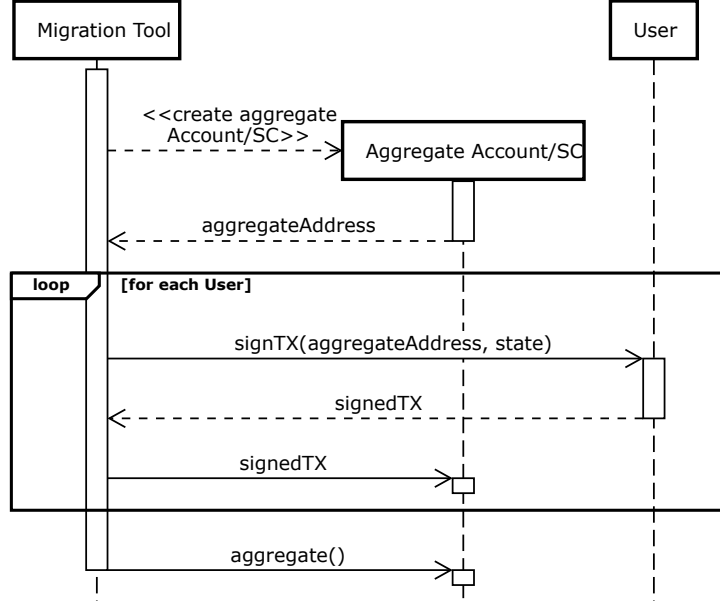 Migration Tool
User
<<create aggregate
Account/SC>>
Aggregate Account/SC
aggregateAddress
loop
[for each User]
signTX(aggregateAddress, state)
signedTX
signedTX
aggregate()